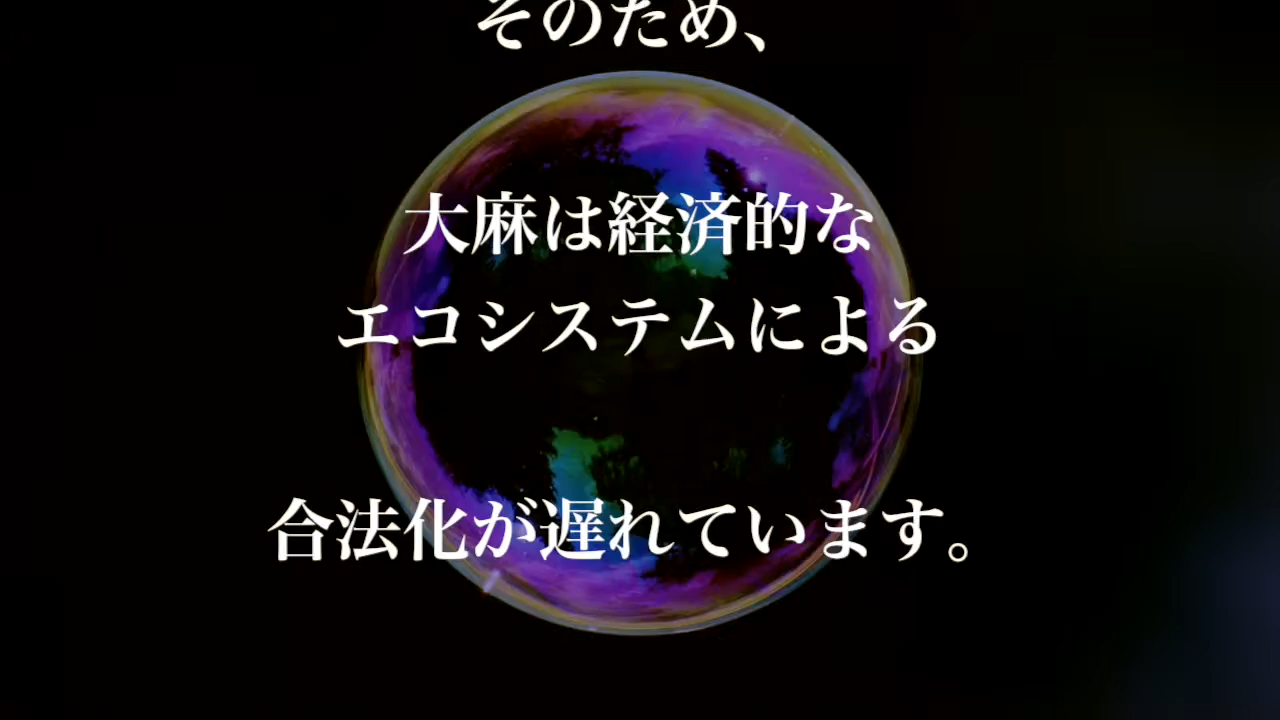 そのため、
大麻は経済的な
エコシステムによる
合法化が遅れています。